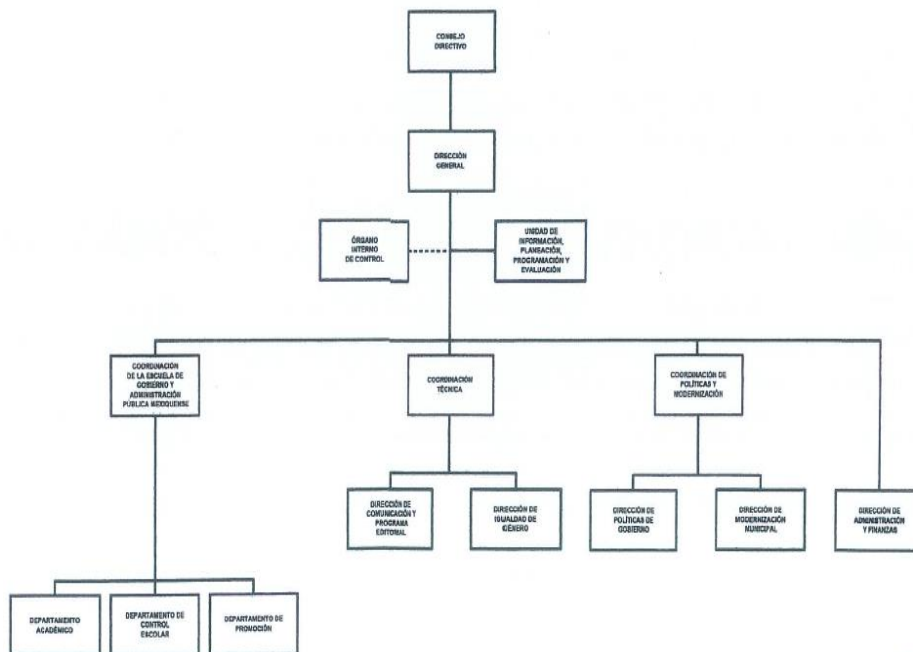 CONSEJO
DIRECTIVO
DIRECCIÓN
GENERAL
ÓRGANO
INTERNO
DE CONTROL
UNIDAD DE
INFORMACIÓN,
PLANEACIÓN,
PROGRAMACIÓN Y
EVALUACIÓN
COORDINACIÓN
DE LA ESCUELA DE
GOBIERNO Y
ADMINISTRACIÓN
PÚBLICA MEXIQUENSE
COORDINACIÓN
TÉCNICA
COORDINACIÓN DE
POLÍTICAS Y
MODERNIZACIÓN
DIRECCIÓN DE
COMUNICACIÓN Y
PROGRAMA
EDITORIAL
DIRECCIÓN DE
IGUALDAD DE
GÉNERO
DIRECCIÓN DE
POLÍTICAS DE
GOBIERNO
DIRECCIÓN DE
MODERNIZACIÓN
MUNICIPAL
DIRECCIÓN DE
ADMINISTRACIÓN
Y FINANZAS
DEPARTAMENTO
ACADÉMICO
DEPARTAMENTO DE
CONTROL
ESCOLAR
DEPARTAMENTO DE
PROMOCIÓN